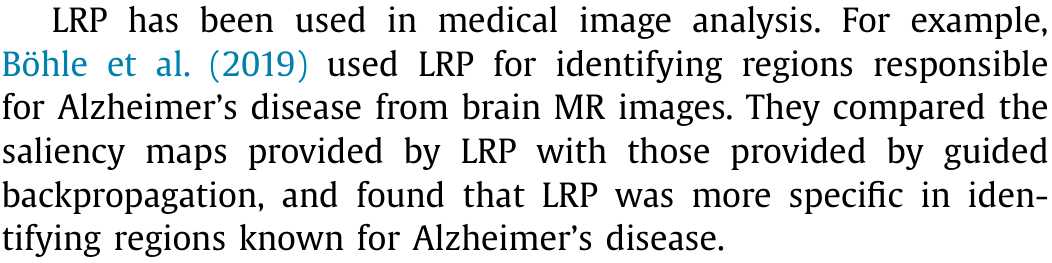 LRP has been used in medical image analysis. For example,
Böhle et al. (2019) used LRP for identifying regions responsible
for Alzheimer's disease from brain MR images. They compared the
saliency maps provided by LRP with those provided by guided
backpropagation, and found that LRP was more specific in iden-
tifying regions known for Alzheimer's disease.